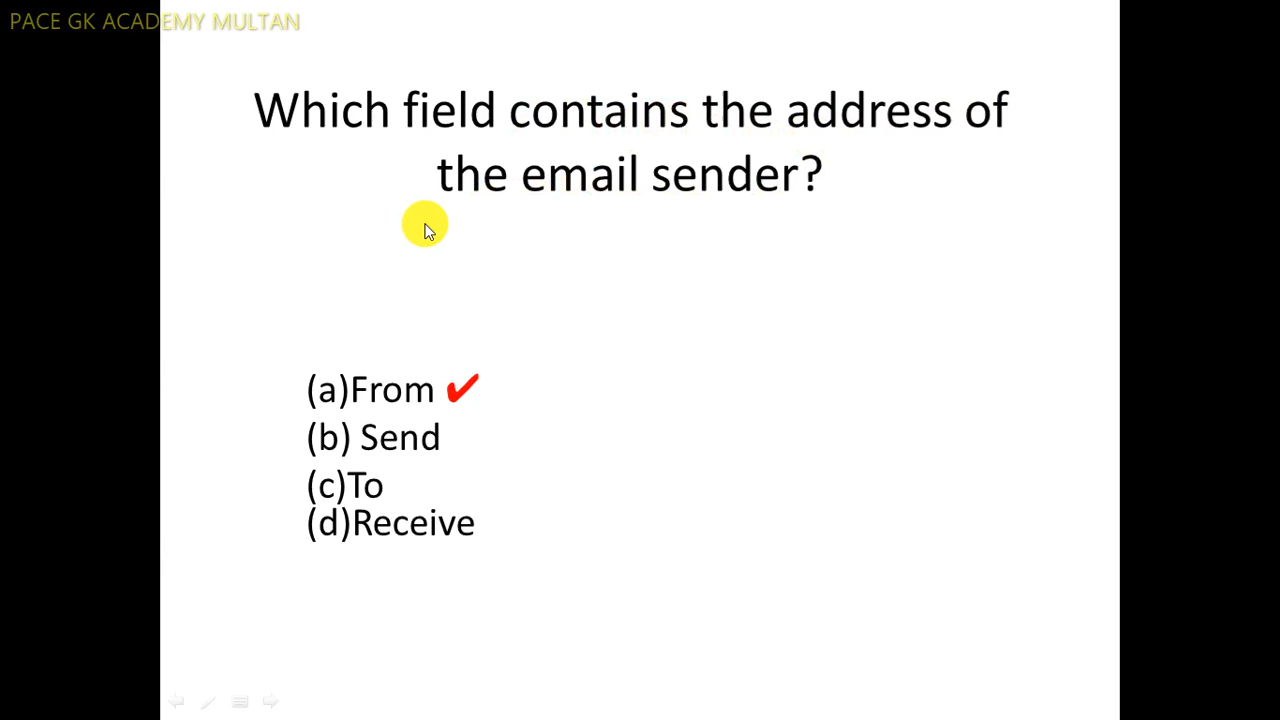 PACE GK ACADEMY MULTAN
Which field contains the address of
the email sender?
(a)From ✔
(b) Send
(c)To
(d)Receive